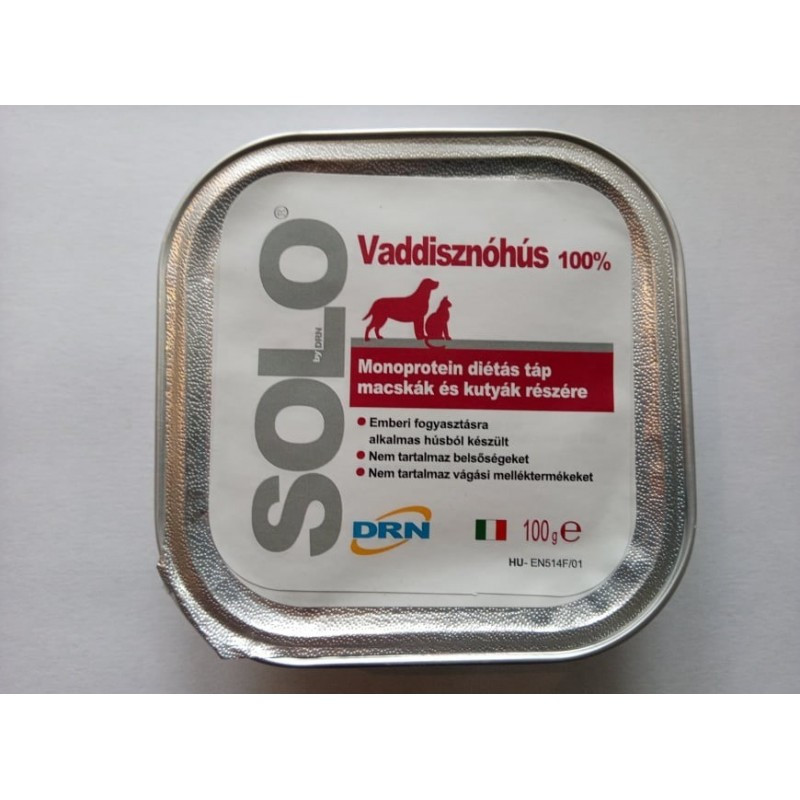 SOLO®
by DRN
Vaddisznóhús 100%
Monoprotein diétás táp
macskák és kutyák részére
• Emberi fogyasztásra
alkalmas húsból készült
• Nem tartalmaz belsőségeket
• Nem tartalmaz vágási melléktermékeket
DRN
100 g ℮
HU- EN514F/01